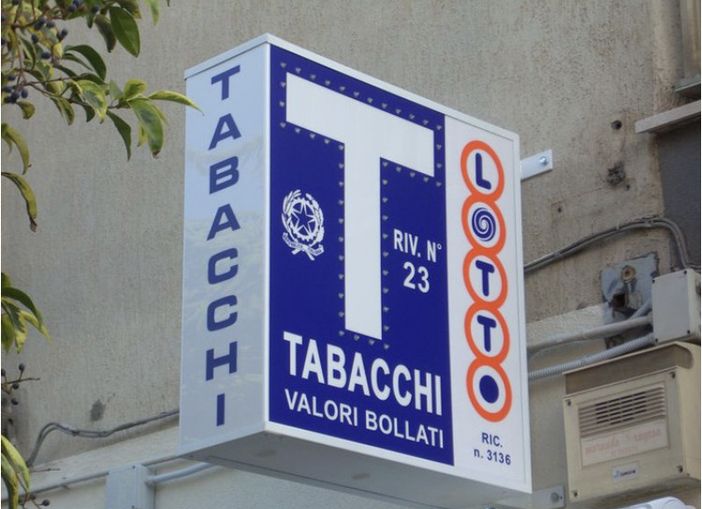 TABACCHI
T
RIV. N°
23
TABACCHI
VALORI BOLLATI
LOTTO
RIC.
n. 3136